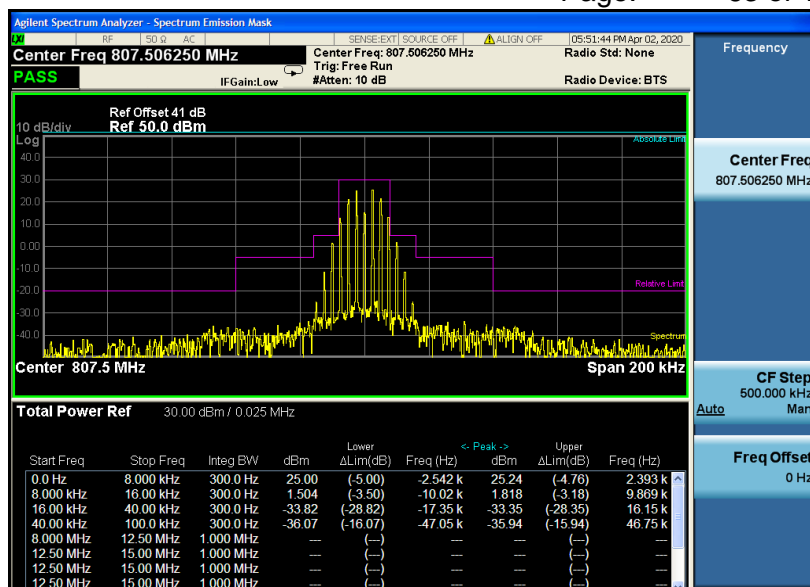 Page:
Agilent Spectrum Analyzer - Spectrum Emission Mask
LXI RF 50 Ω AC SENSE:EXT SOURCE OFF ALIGN OFF 05:51:44 PM Apr 02, 2020
Center Freq 807.506250 MHz Center Freq: 807.506250 MHz Radio Std: None
Trig: Free Run
PASS IFGain:Low #Atten: 10 dB Radio Device: BTS
Ref Offset 41 dB
10 dB/div Ref 50.0 dBm
Log
Absolute Limit
40.0
30.0
20.0
10.0
0.00
-10.0
-20.0
Relative Limit
-30.0
-40.0
Spectrum
Center 807.5 MHz Span 200 kHz
Total Power Ref 30.00 dBm / 0.025 MHz
Lower <- Peak -> Upper
Start Freq Stop Freq Integ BW dBm ΔLim(dB) Freq (Hz) dBm ΔLim(dB) Freq (Hz)
0.0 Hz 8.000 kHz 300.0 Hz 25.00 (-5.00) -2.542 k 25.24 (-4.76) 2.393 k
8.000 kHz 16.00 kHz 300.0 Hz 1.504 (-3.50) -10.02 k 1.818 (-3.18) 9.869 k
16.00 kHz 40.00 kHz 300.0 Hz -33.82 (-28.82) -17.35 k -33.35 (-28.35) 16.15 k
40.00 kHz 100.0 kHz 300.0 Hz -36.07 (-16.07) -47.05 k -35.94 (-15.94) 46.75 k
8.000 MHz 12.50 MHz 1.000 MHz --- (---) --- --- (---) ---
12.50 MHz 15.00 MHz 1.000 MHz --- (---) --- --- (---) ---
12.50 MHz 15.00 MHz 1.000 MHz --- (---) --- --- (---) ---
12.50 MHz 15.00 MHz 1.000 MHz --- (---) --- --- (---) ---
Frequency
Center Freq
807.506250 MHz
CF Step
500.000 kHz
Auto Man
Freq Offset
0 Hz